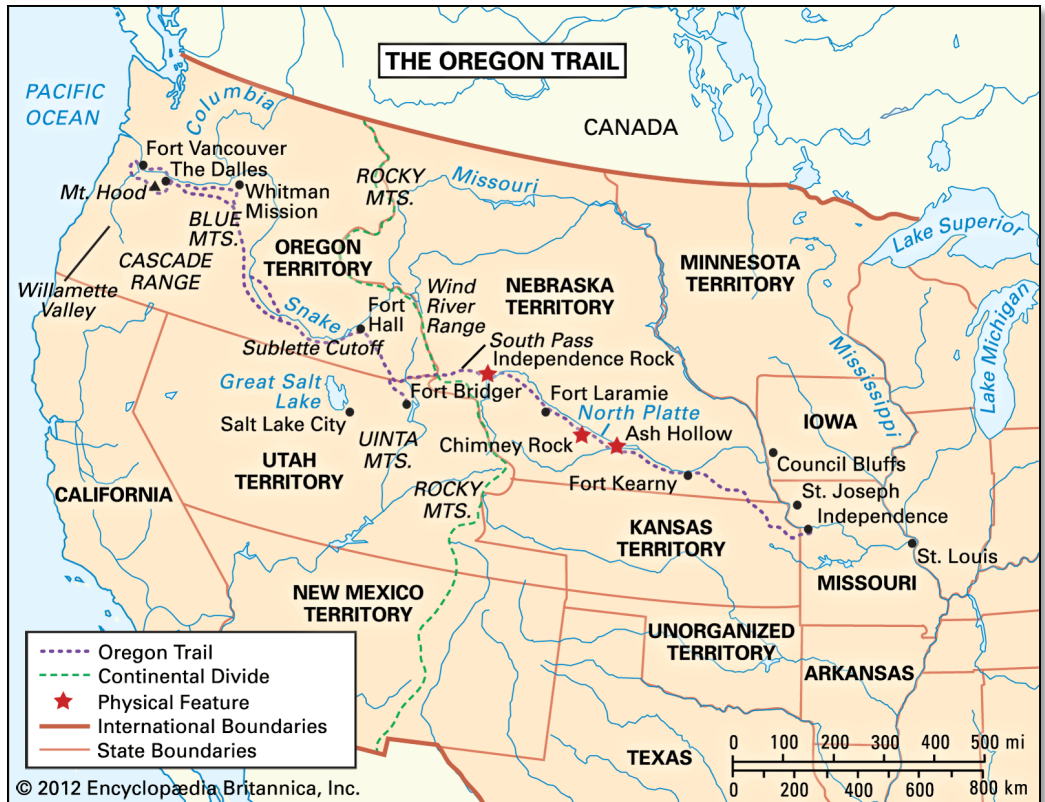 THE OREGON TRAIL
PACIFIC
OCEAN
CANADA
Columbia
Fort Vancouver
The Dalles
Mt. Hood
Whitman
Mission
BLUE
MTS.
ROCKY
MTS.
Missouri
Lake Superior
CASCADE
RANGE
OREGON
TERRITORY
Willamette
Valley
Wind
River
Range
NEBRASKA
TERRITORY
MINNESOTA
TERRITORY
Lake Michigan
Snake
Fort
Hall
Sublette Cutoff
South Pass
Independence Rock
Mississippi
Great Salt
Lake
Fort Bridger
Fort Laramie
North Platte
Salt Lake City
UINTA
MTS.
Chimney Rock
Ash Hollow
IOWA
Council Bluffs
UTAH
TERRITORY
CALIFORNIA
ROCKY
MTS.
Fort Kearny
St. Joseph
Independence
KANSAS
TERRITORY
St. Louis
MISSOURI
NEW MEXICO
TERRITORY
UNORGANIZED
TERRITORY
ARKANSAS
TEXAS
Oregon Trail
Continental Divide
Physical Feature
International Boundaries
State Boundaries
0 100 200 300 400 500 mi
0 200 400 600 800 km
© 2012 Encyclopædia Britannica, Inc.